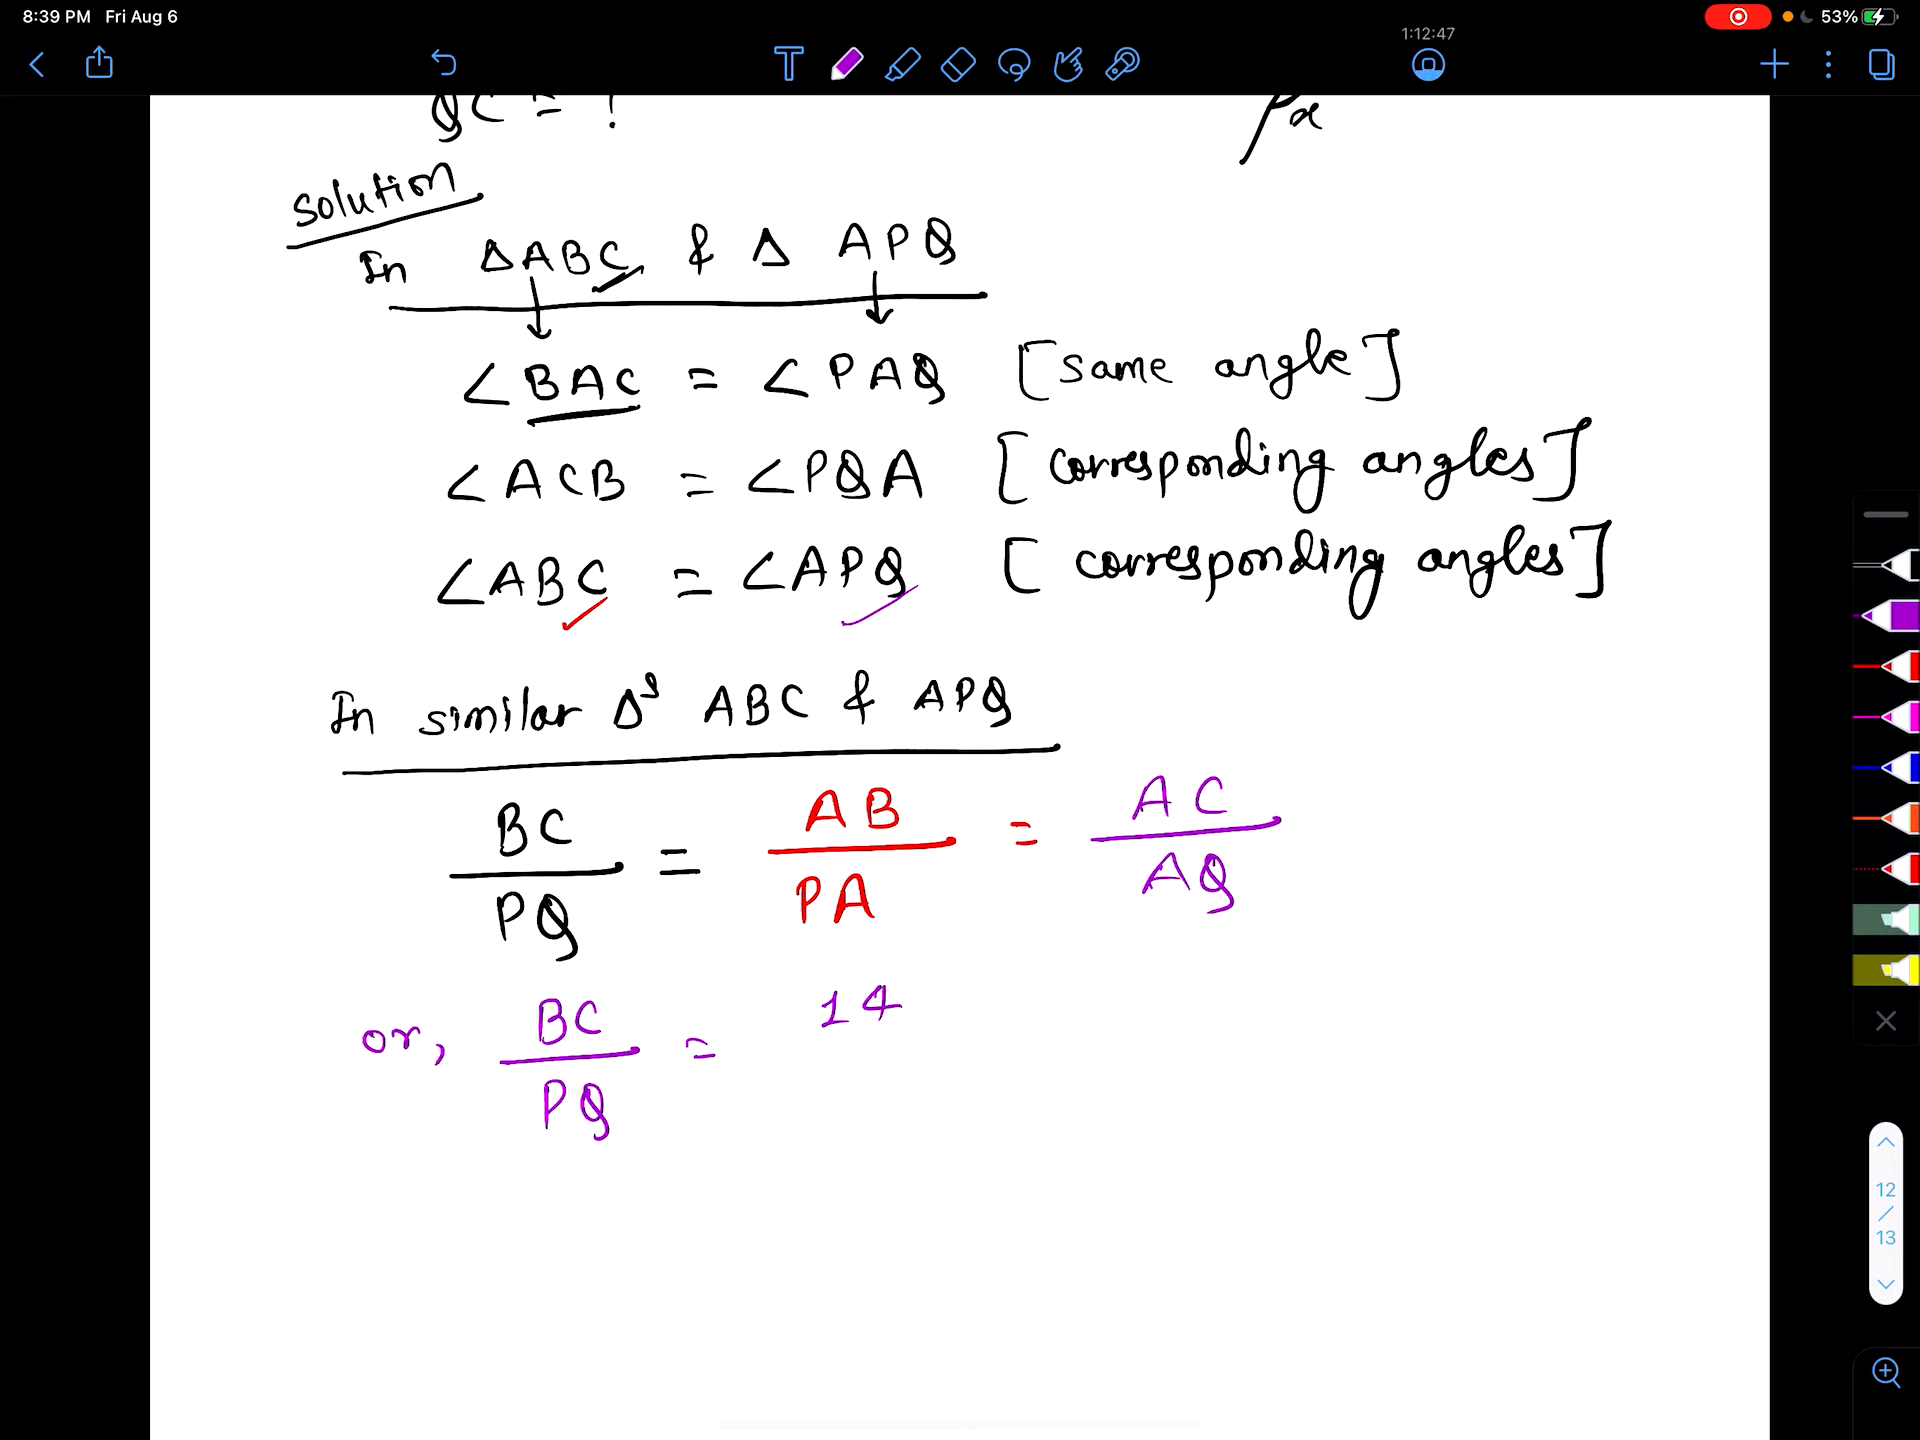 8:39 PM Fri Aug 6
53%
1:12:47
QC = ?
x
Solution
In ΔABC & Δ APQ
∠BAC = ∠PAQ [same angle]
∠ACB = ∠PQA [corresponding angles]
∠ABC = ∠APQ [corresponding angles]
In similar Δs ABC & APQ
BC/PQ = AB/PA = AC/AQ
or, BC/PQ = 14
12
/
13